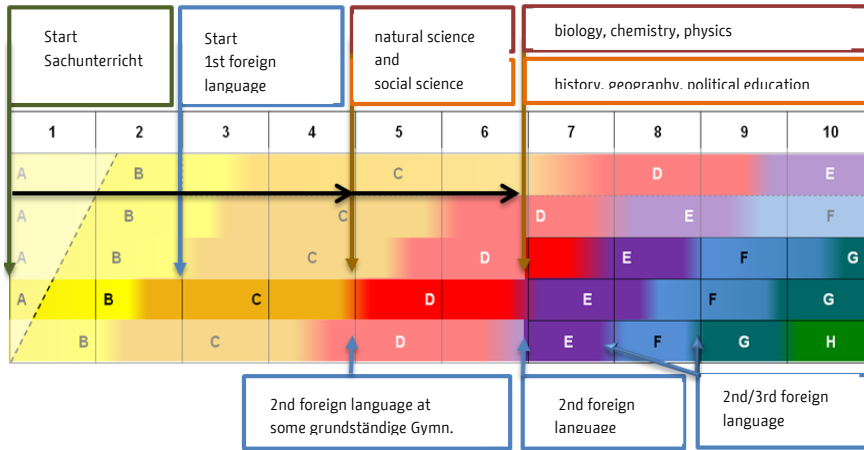 Start
Sachunterricht
Start
1st foreign
language
natural science
and
social science
biology, chemistry, physics
history, geography, political education
1 2 3 4 5 6 7 8 9 10
A B C D E
A B C D E F
A B C D E F G
A B C D E F G
B C D E F G H
2nd foreign language at
some grundständige Gymn.
2nd foreign
language
2nd/3rd foreign
language